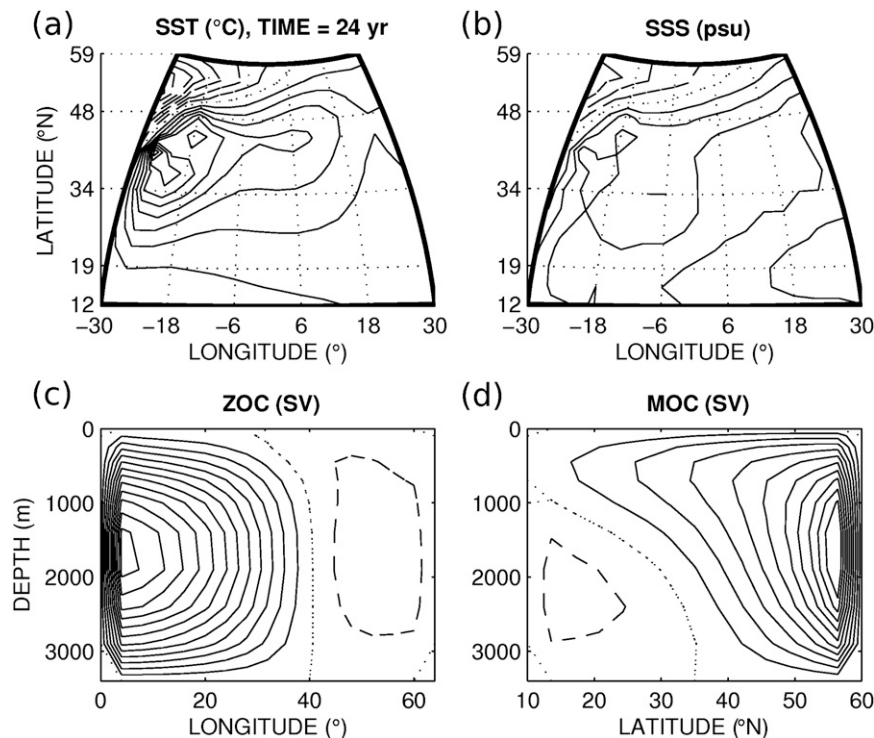 (a) SST (°C), TIME = 24 yr
59
48
34
19
12
LATITUDE (°N)
−30 −18 −6 6 18 30
LONGITUDE (°)
(b) SSS (psu)
59
48
34
19
12
−30 −18 −6 6 18 30
LONGITUDE (°)
(c) ZOC (SV)
0
1000
2000
3000
DEPTH (m)
0 20 40 60
LONGITUDE (°)
(d) MOC (SV)
0
1000
2000
3000
10 20 30 40 50 60
LATITUDE (°N)